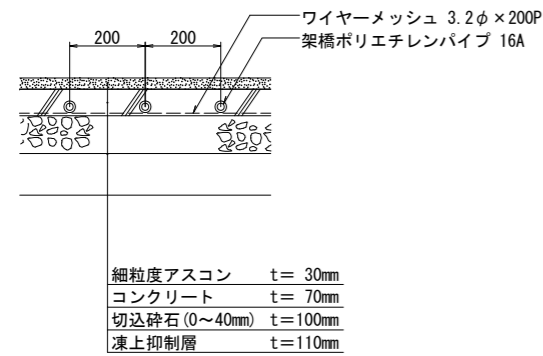 ワイヤーメッシュ 3.2φ×200P
架橋ポリエチレンパイプ 16A
200 200
細粒度アスコン t= 30mm
コンクリート t= 70mm
切込砕石(0～40mm) t=100mm
凍上抑制層 t=110mm